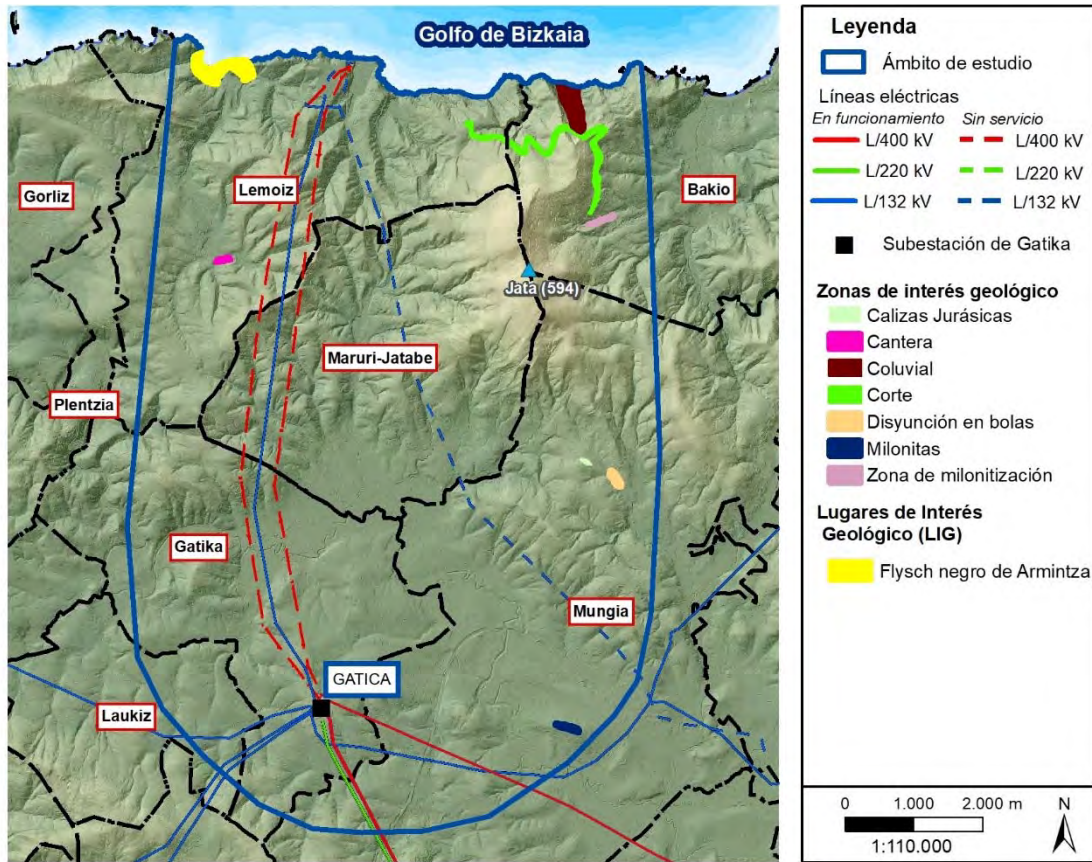 Golfo de Bizkaia
Gorliz
Lemoiz
Bakio
Jata (594)
Maruri-Jatabe
Plentzia
Gatika
Mungia
GATICA
Laukiz
Leyenda
Ámbito de estudio
Líneas eléctricas
En funcionamiento Sin servicio
L/400 kV L/400 kV
L/220 kV L/220 kV
L/132 kV L/132 kV
Subestación de Gatika
Zonas de interés geológico
Calizas Jurásicas
Cantera
Coluvial
Corte
Disyunción en bolas
Milonitas
Zona de milonitización
Lugares de Interés
Geológico (LIG)
Flysch negro de Armintza
0 1.000 2.000 m N
1:110.000